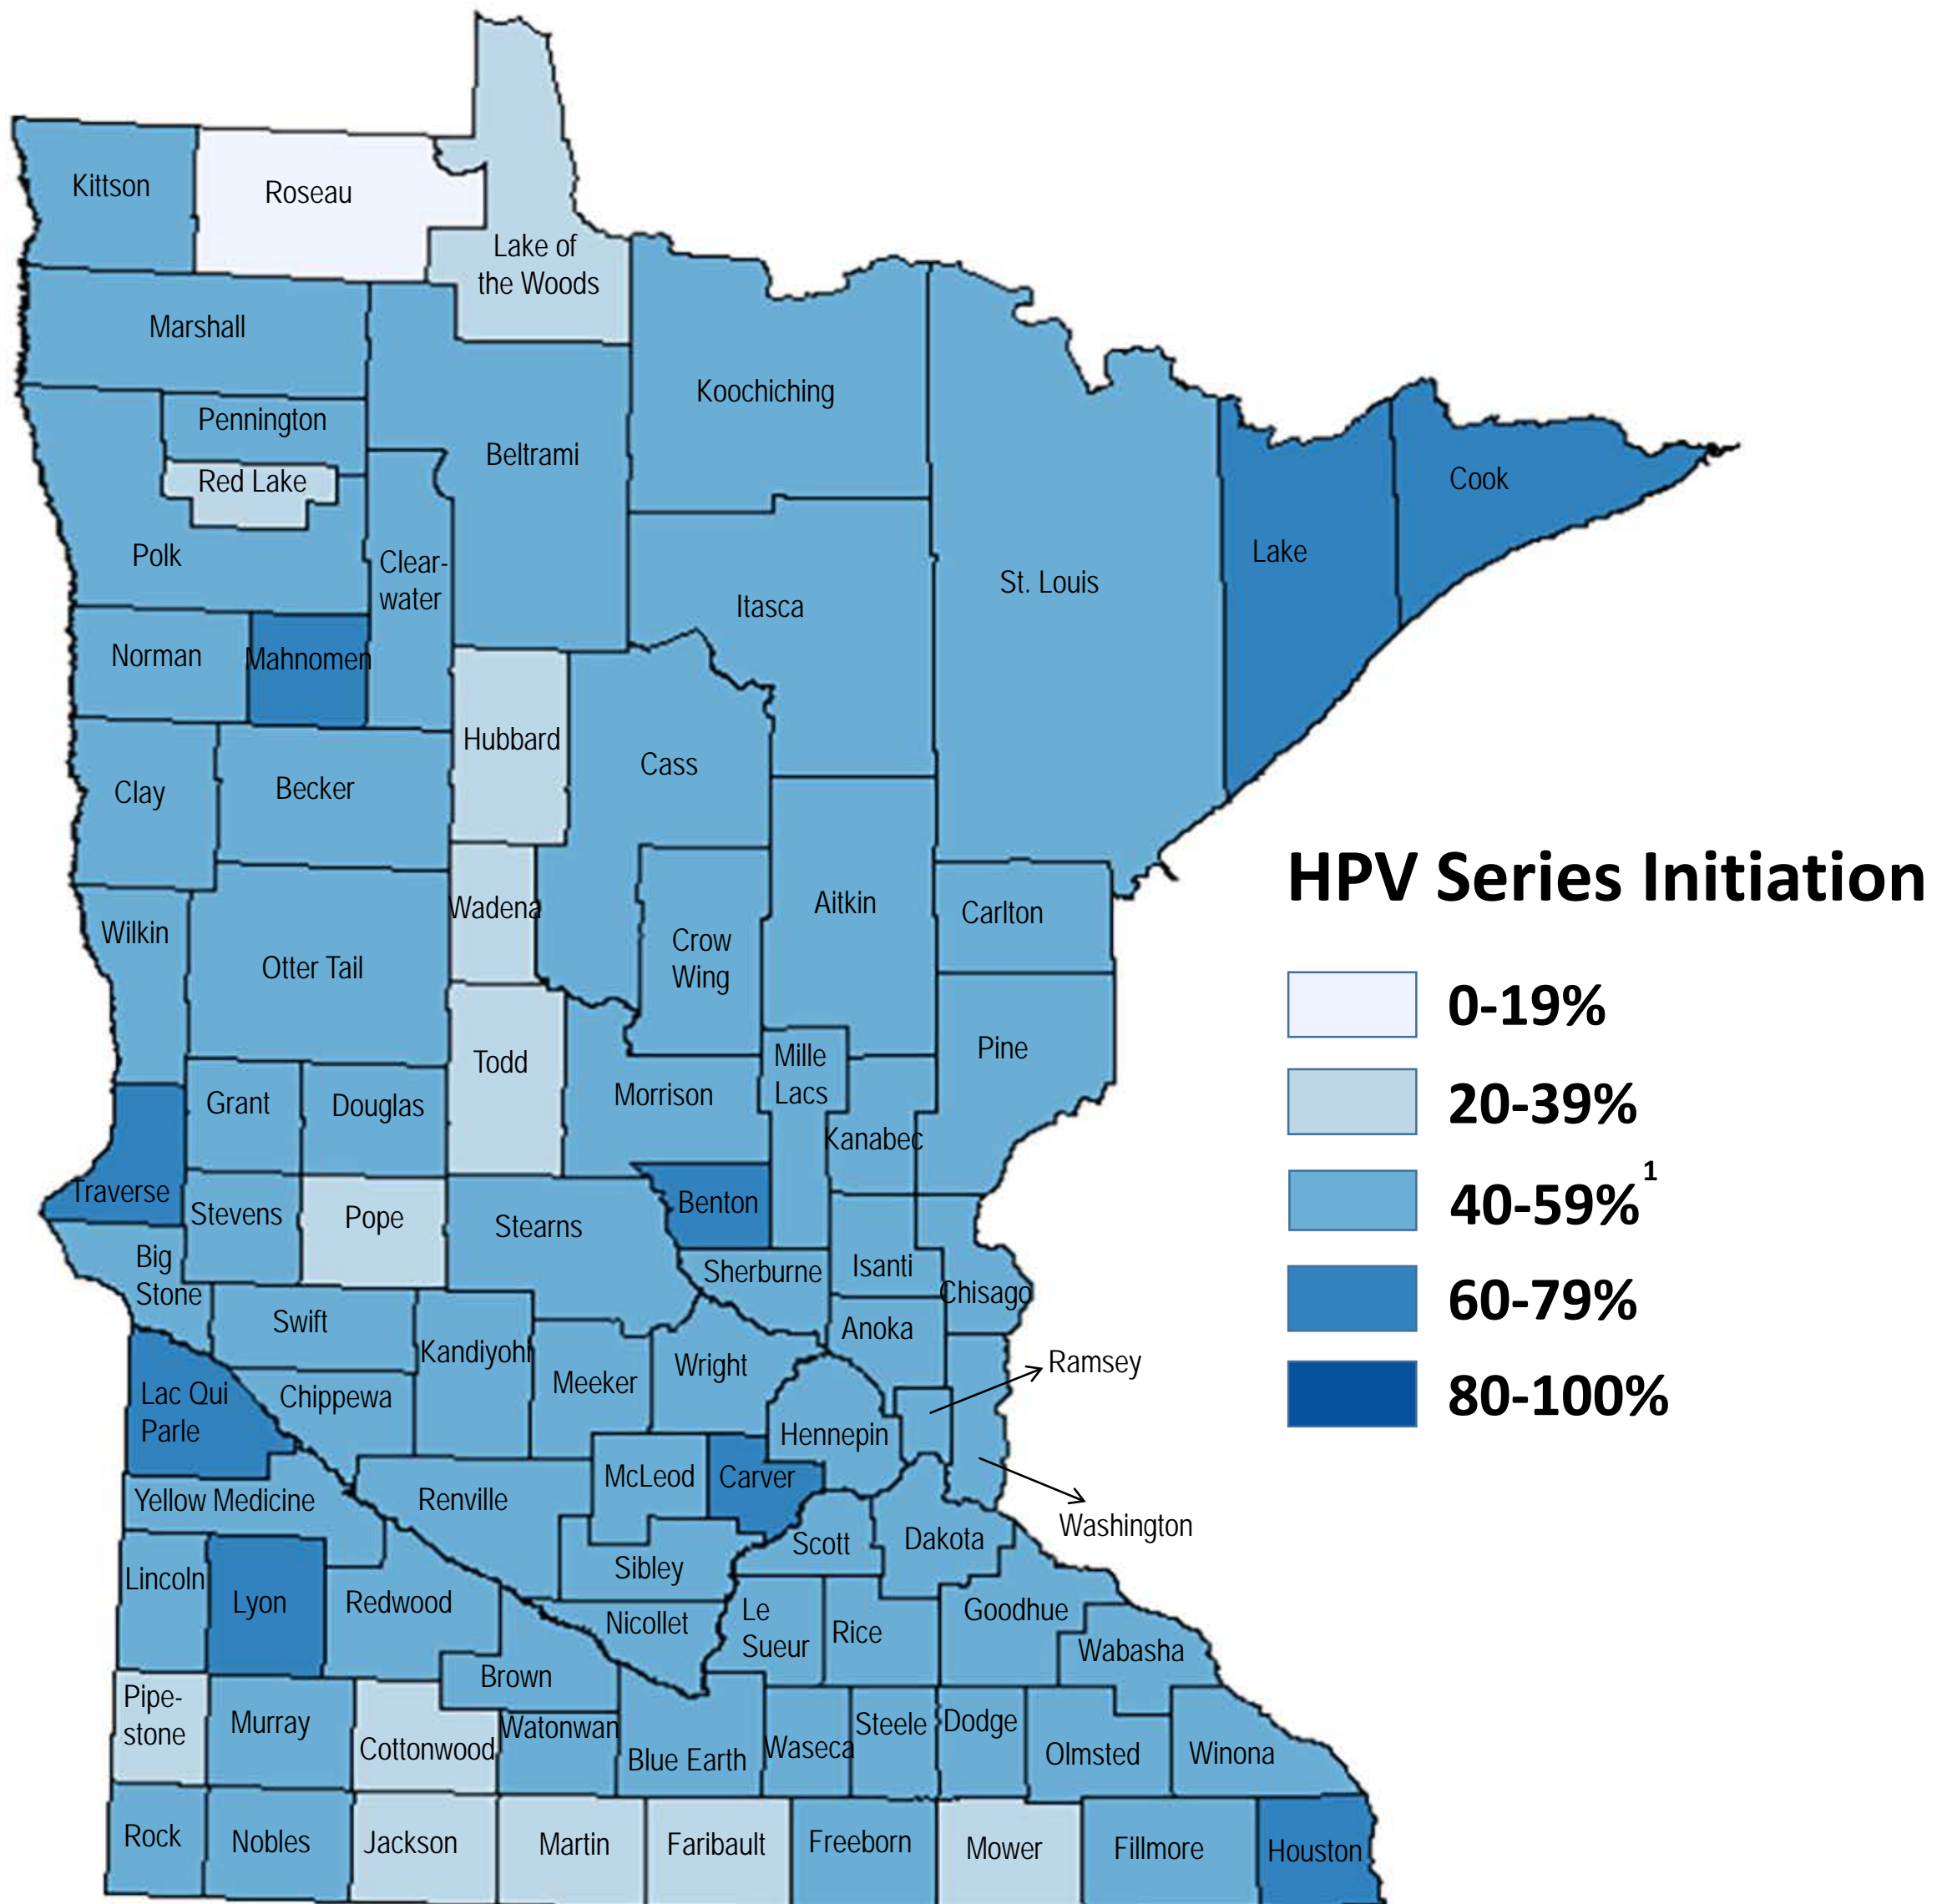 Kittson
Roseau
Lake of
the Woods
Marshall
Koochiching
Pennington
Beltrami
Red Lake
Cook
Lake
Polk
Clear-
water
St. Louis
Itasca
Norman
Mahnomen
Hubbard
Cass
Becker
Clay
HPV Series Initiation
Wadena
Aitkin
Carlton
Wilkin
Crow
Wing
Otter Tail
0-19%
Todd
Mille
Lacs
Pine
Grant
Douglas
Morrison
20-39%
Kanabec
Traverse
Stevens
Pope
Stearns
Benton
40-59%1
Big
Stone
Sherburne
Isanti
Chisago
60-79%
Swift
Anoka
Kandiyohi
Meeker
Wright
Ramsey
Lac Qui
Parle
Chippewa
80-100%
Hennepin
McLeod
Carver
Yellow Medicine
Renville
Washington
Scott
Dakota
Lincoln
Sibley
Lyon
Redwood
Nicollet
Le
Sueur
Rice
Goodhue
Wabasha
Brown
Pipe-
stone
Murray
Cottonwood
Watonwan
Blue Earth
Waseca
Steele
Dodge
Olmsted
Winona
Rock
Nobles
Jackson
Martin
Faribault
Freeborn
Mower
Fillmore
Houston